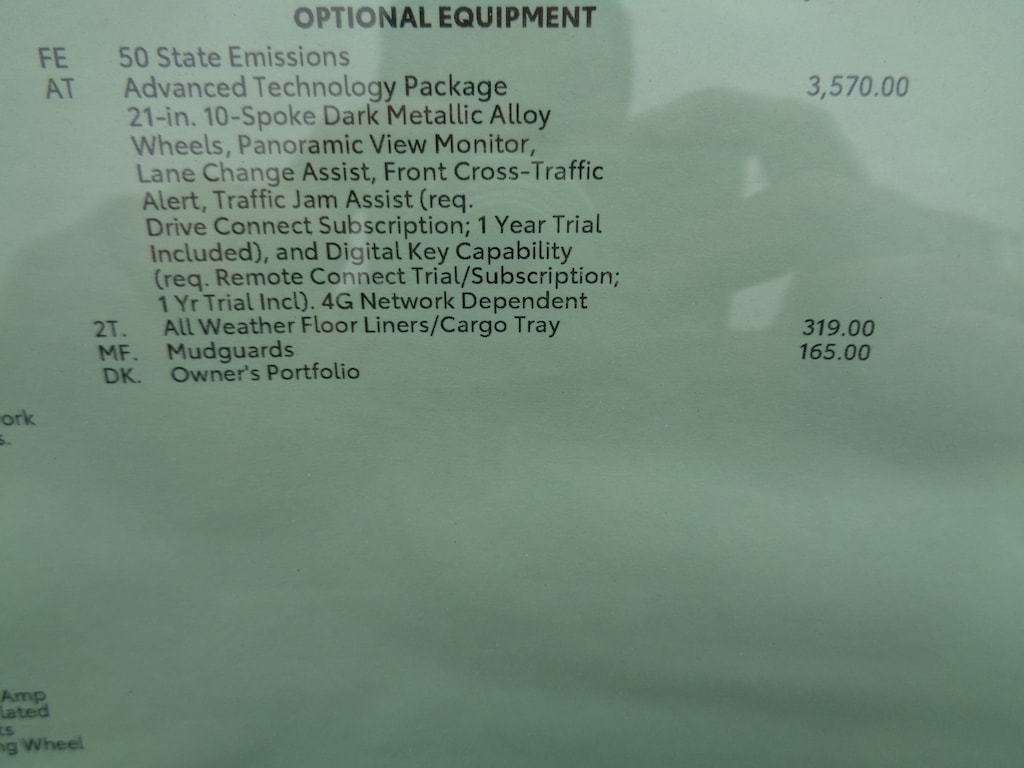 OPTIONAL EQUIPMENT
FE 50 State Emissions
AT Advanced Technology Package 3,570.00
21-in. 10-Spoke Dark Metallic Alloy
Wheels, Panoramic View Monitor,
Lane Change Assist, Front Cross-Traffic
Alert, Traffic Jam Assist (req.
Drive Connect Subscription; 1 Year Trial
Included), and Digital Key Capability
(req. Remote Connect Trial/Subscription;
1 Yr Trial Incl). 4G Network Dependent
2T. All Weather Floor Liners/Cargo Tray 319.00
MF. Mudguards 165.00
DK. Owner's Portfolio
ork
s.
Amp
lated
ts
ng Wheel